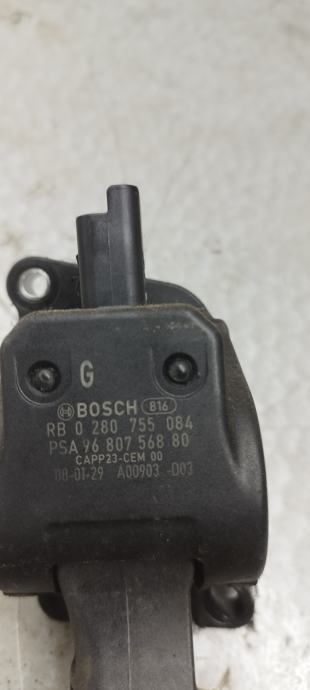 G
BOSCH 816
RB 0 280 755 084
PSA 96 807 568 80
CAPP23-CEM 00
08-01-29 A00903 -D03